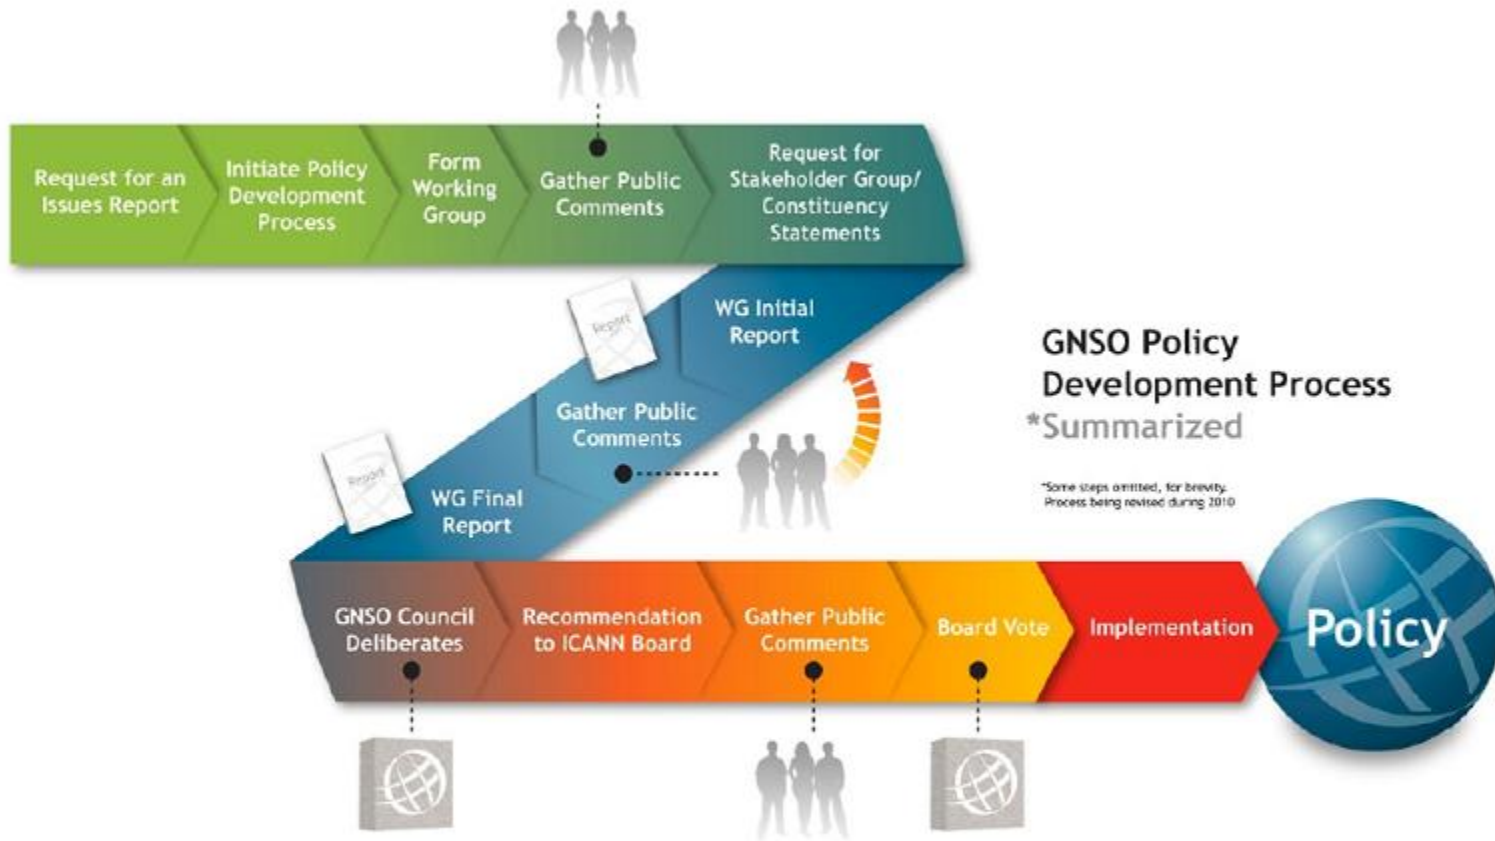 Request for an
Issues Report
Initiate Policy
Development
Process
Form
Working
Group
Gather Public
Comments
Request for
Stakeholder Group/
Constituency
Statements
Report
WG Initial
Report
Gather Public
Comments
Report
WG Final
Report
GNSO Policy
Development Process
*Summarized
*Some steps omitted, for brevity.
Process being revised during 2010
GNSO Council
Deliberates
Recommendation
to ICANN Board
Gather Public
Comments
Board Vote
Implementation
Policy